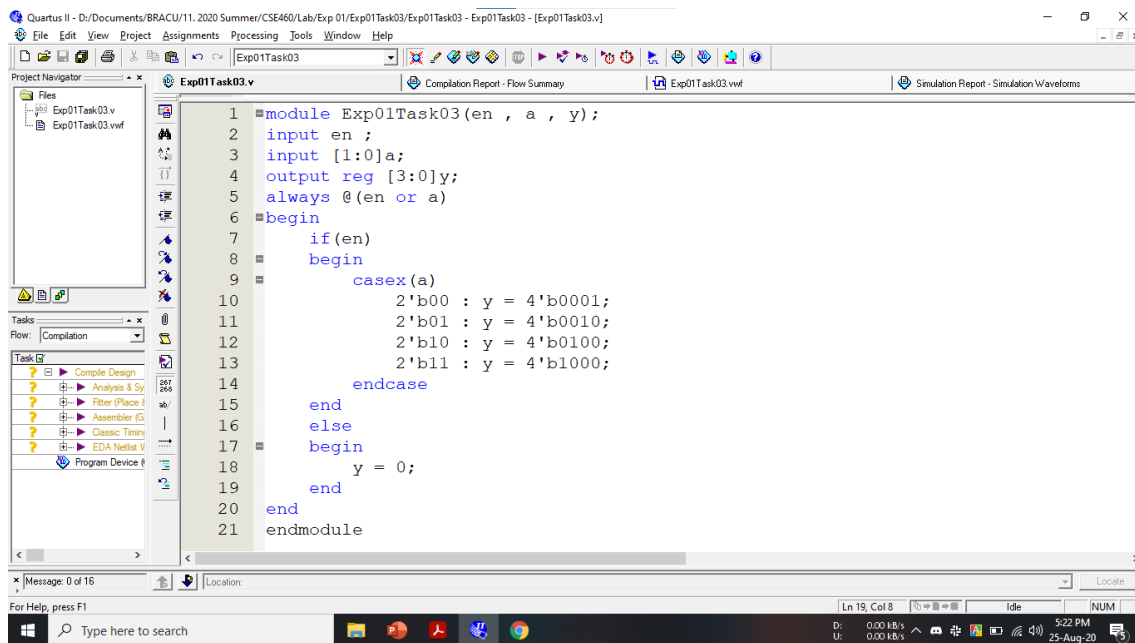 Quartus II - D:/Documents/BRACU/11. 2020 Summer/CSE460/Lab/Exp 01/Exp01Task03/Exp01Task03 - Exp01Task03 - [Exp01Task03.v]
File Edit View Project Assignments Processing Tools Window Help
Exp01Task03
Project Navigator
Files
Exp01Task03.v
Exp01Task03.vwf
Exp01Task03.v
Compilation Report - Flow Summary
Exp01Task03.vwf
Simulation Report - Simulation Waveforms
1 module Exp01Task03(en , a , y);
2 input en ;
3 input [1:0]a;
4 output reg [3:0]y;
5 always @(en or a)
6 begin
7 if(en)
8 begin
9 casex(a)
10 2'b00 : y = 4'b0001;
11 2'b01 : y = 4'b0010;
12 2'b10 : y = 4'b0100;
13 2'b11 : y = 4'b1000;
14 endcase
15 end
16 else
17 begin
18 y = 0;
19 end
20 end
21 endmodule
267
268
ab/
Tasks
Flow: Compilation
Task
Compile Design
Analysis & Sy
Fitter (Place &
Assembler (G
Classic Timin
EDA Netlist W
Program Device (
Message: 0 of 16
Location:
Locate
For Help, press F1
Ln 19, Col 8
Idle
NUM
Type here to search
D: 0.00 kB/s
U: 0.00 kB/s
5:22 PM
25-Aug-20
5